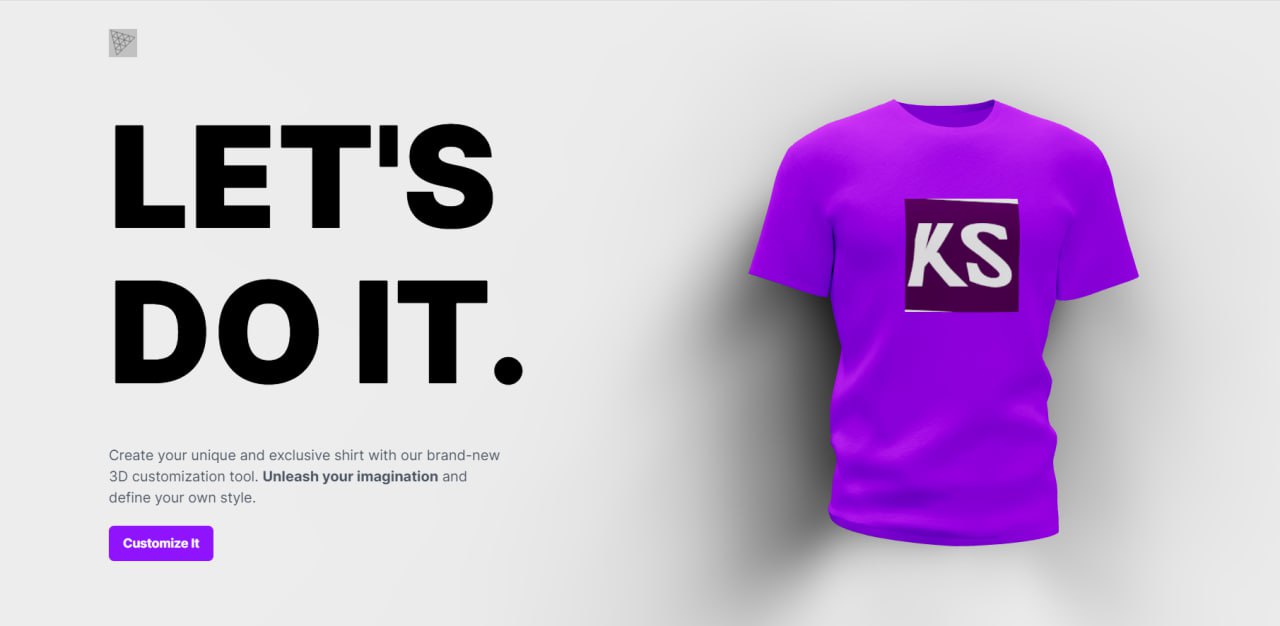 LET'S
DO IT.
Create your unique and exclusive shirt with our brand-new
3D customization tool. Unleash your imagination and
define your own style.
Customize It
KS